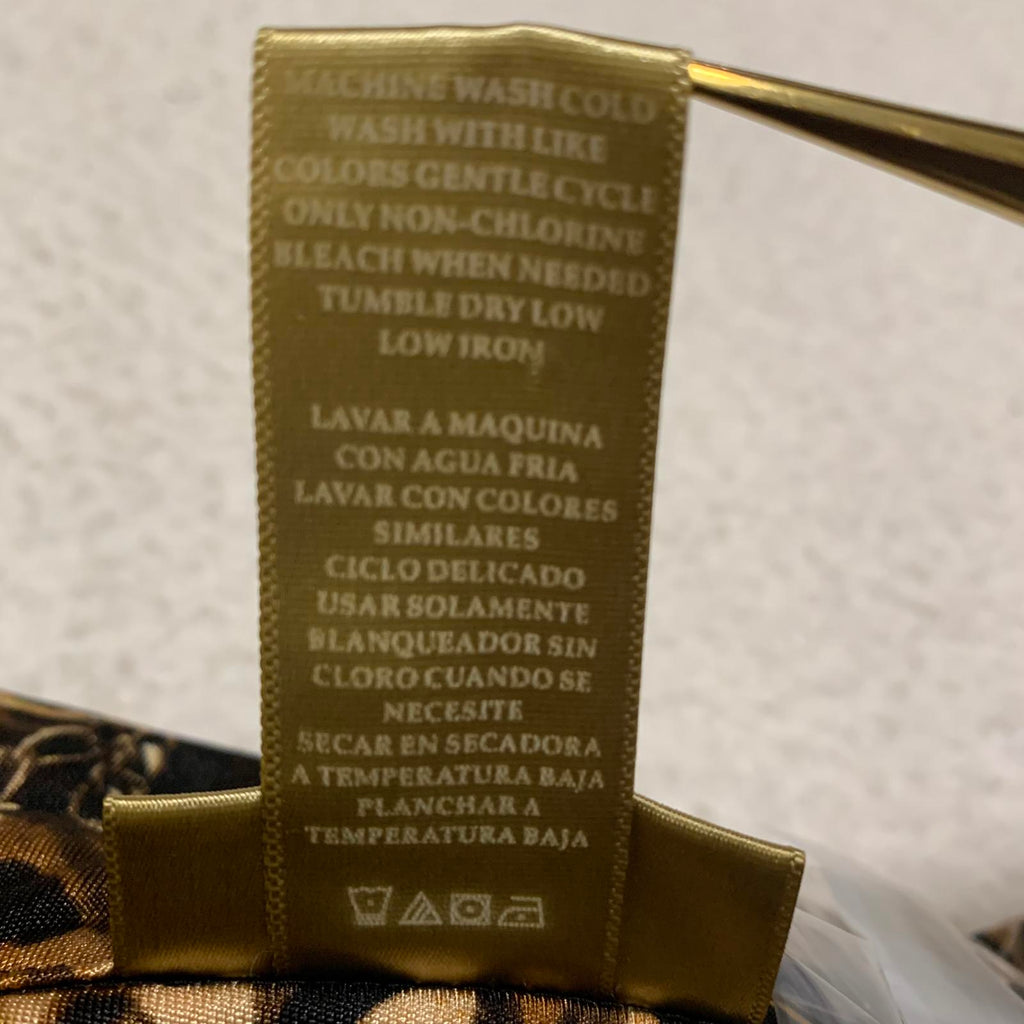 MACHINE WASH COLD
WASH WITH LIKE
COLORS GENTLE CYCLE
ONLY NON-CHLORINE
BLEACH WHEN NEEDED
TUMBLE DRY LOW
LOW IRON
LAVAR A MAQUINA
CON AGUA FRIA
LAVAR CON COLORES
SIMILARES
CICLO DELICADO
USAR SOLAMENTE
BLANQUEADOR SIN
CLORO CUANDO SE
NECESITE
SECAR EN SECADORA
A TEMPERATURA BAJA
PLANCHAR A
TEMPERATURA BAJA